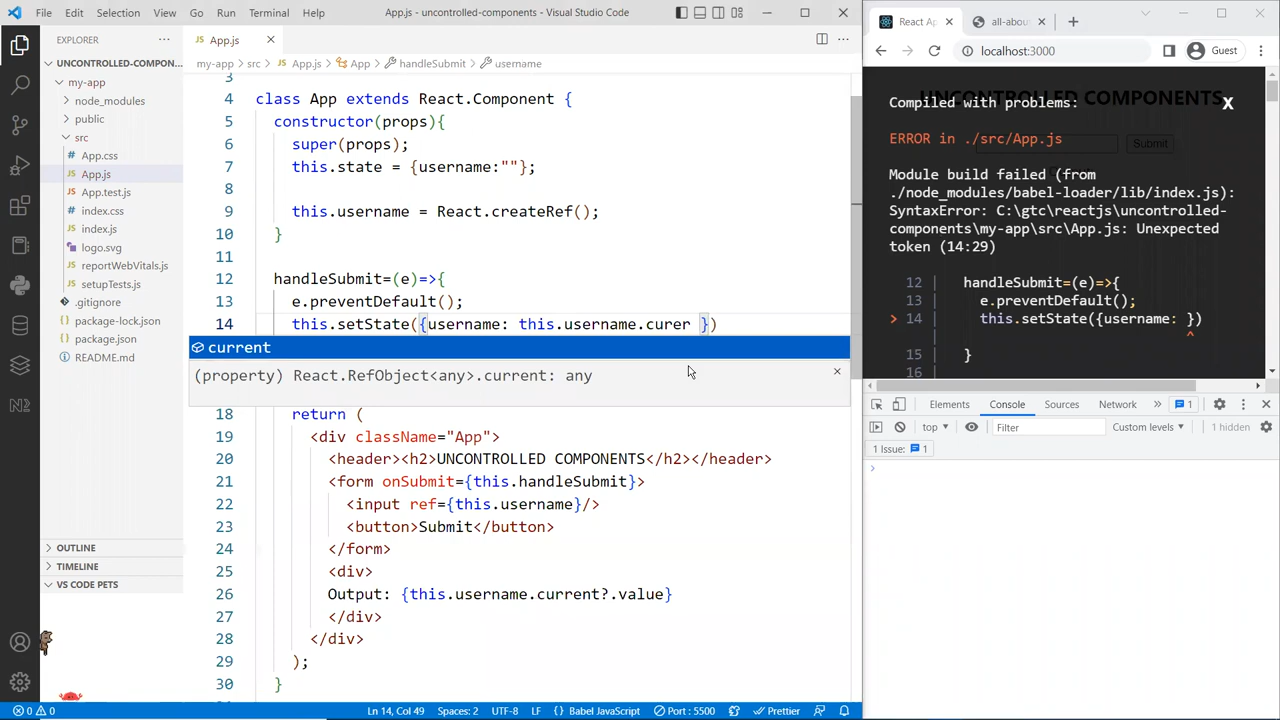 File Edit Selection View Go Run Terminal Help App.js - uncontrolled-components - Visual Studio Code
EXPLORER
UNCONTROLLED-COMPON...
my-app
node_modules
public
src
App.css
App.js
App.test.js
index.css
index.js
logo.svg
reportWebVitals.js
setupTests.js
.gitignore
package-lock.json
package.json
README.md
OUTLINE
TIMELINE
VS CODE PETS
App.js
my-app > src > App.js > App > handleSubmit > username
3
4 class App extends React.Component {
5 constructor(props){
6 super(props);
7 this.state = {username:""};
8
9 this.username = React.createRef();
10 }
11
12 handleSubmit=(e)=>{
13 e.preventDefault();
14 this.setState({username: this.username.curer })
current
(property) React.RefObject<any>.current: any
18 return (
19 <div className="App">
20 <header><h2>UNCONTROLLED COMPONENTS</h2></header>
21 <form onSubmit={this.handleSubmit}>
22 <input ref={this.username}/>
23 <button>Submit</button>
24 </form>
25 <div>
26 Output: {this.username.current?.value}
27 </div>
28 </div>
29 );
30 }
0 0 Ln 14, Col 49 Spaces: 2 UTF-8 LF {} Babel JavaScript Port : 5500 Prettier
React Ap
all-abou
localhost:3000
Guest
UNCONTROLLED COMPONENTS
Submit
Compiled with problems: X
ERROR in ./src/App.js
Module build failed (from
./node_modules/babel-loader/lib/index.js):
SyntaxError: C:\gtc\reactjs\uncontrolled-
components\my-app\src\App.js: Unexpected
token (14:29)
12 | handleSubmit=(e)=>{
13 | e.preventDefault();
> 14 | this.setState({username: })
| ^
15 | }
16 |
Elements Console Sources Network » 1
top Filter Custom levels 1 hidden
1 Issue: 1